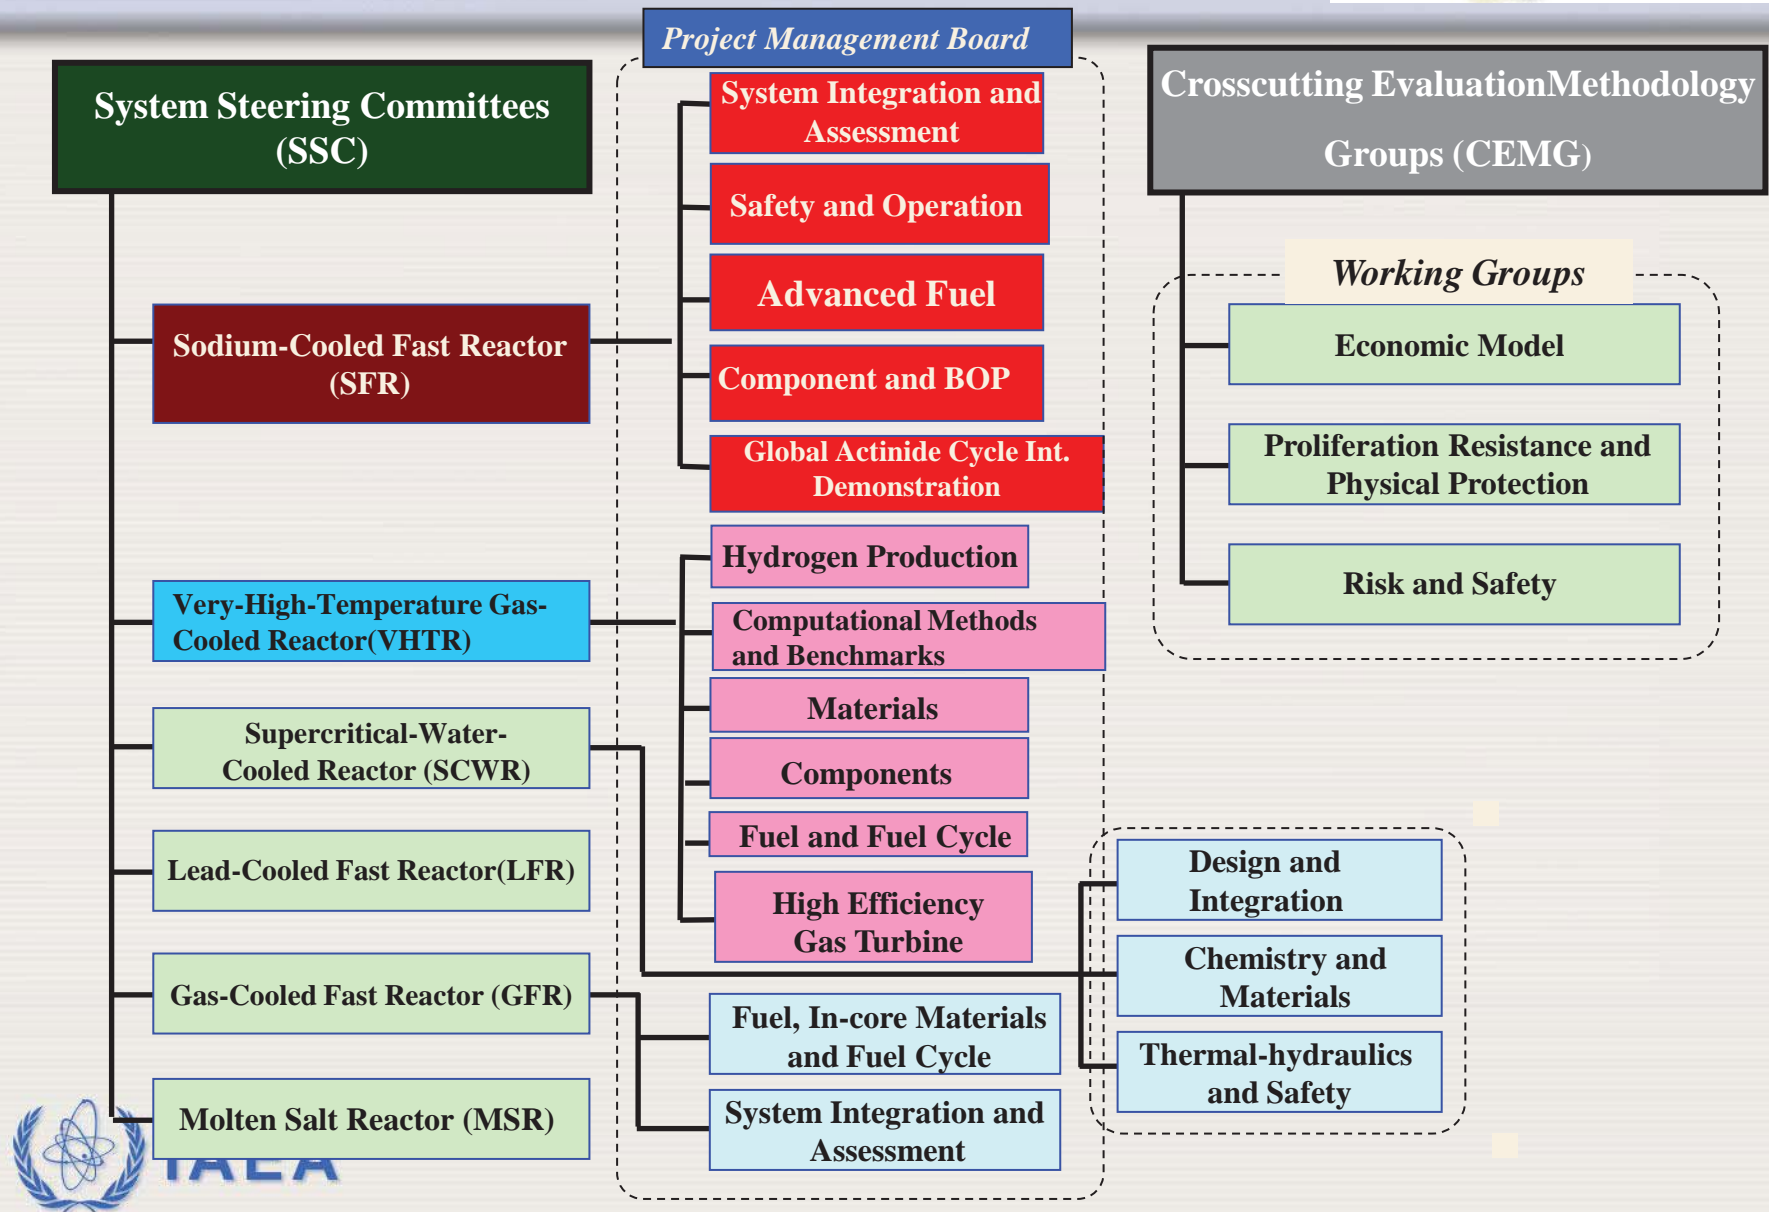 Project Management Board
System Steering Committees
(SSC)
Sodium-Cooled Fast Reactor
(SFR)
Very-High-Temperature Gas-
Cooled Reactor(VHTR)
Supercritical-Water-
Cooled Reactor (SCWR)
Lead-Cooled Fast Reactor(LFR)
Gas-Cooled Fast Reactor (GFR)
Molten Salt Reactor (MSR)
IAEA
System Integration and
Assessment
Safety and Operation
Advanced Fuel
Component and BOP
Global Actinide Cycle Int.
Demonstration
Hydrogen Production
Computational Methods
and Benchmarks
Materials
Components
Fuel and Fuel Cycle
High Efficiency
Gas Turbine
Fuel, In-core Materials
and Fuel Cycle
System Integration and
Assessment
Crosscutting EvaluationMethodology
Groups (CEMG)
Working Groups
Economic Model
Proliferation Resistance and
Physical Protection
Risk and Safety
Design and
Integration
Chemistry and
Materials
Thermal-hydraulics
and Safety